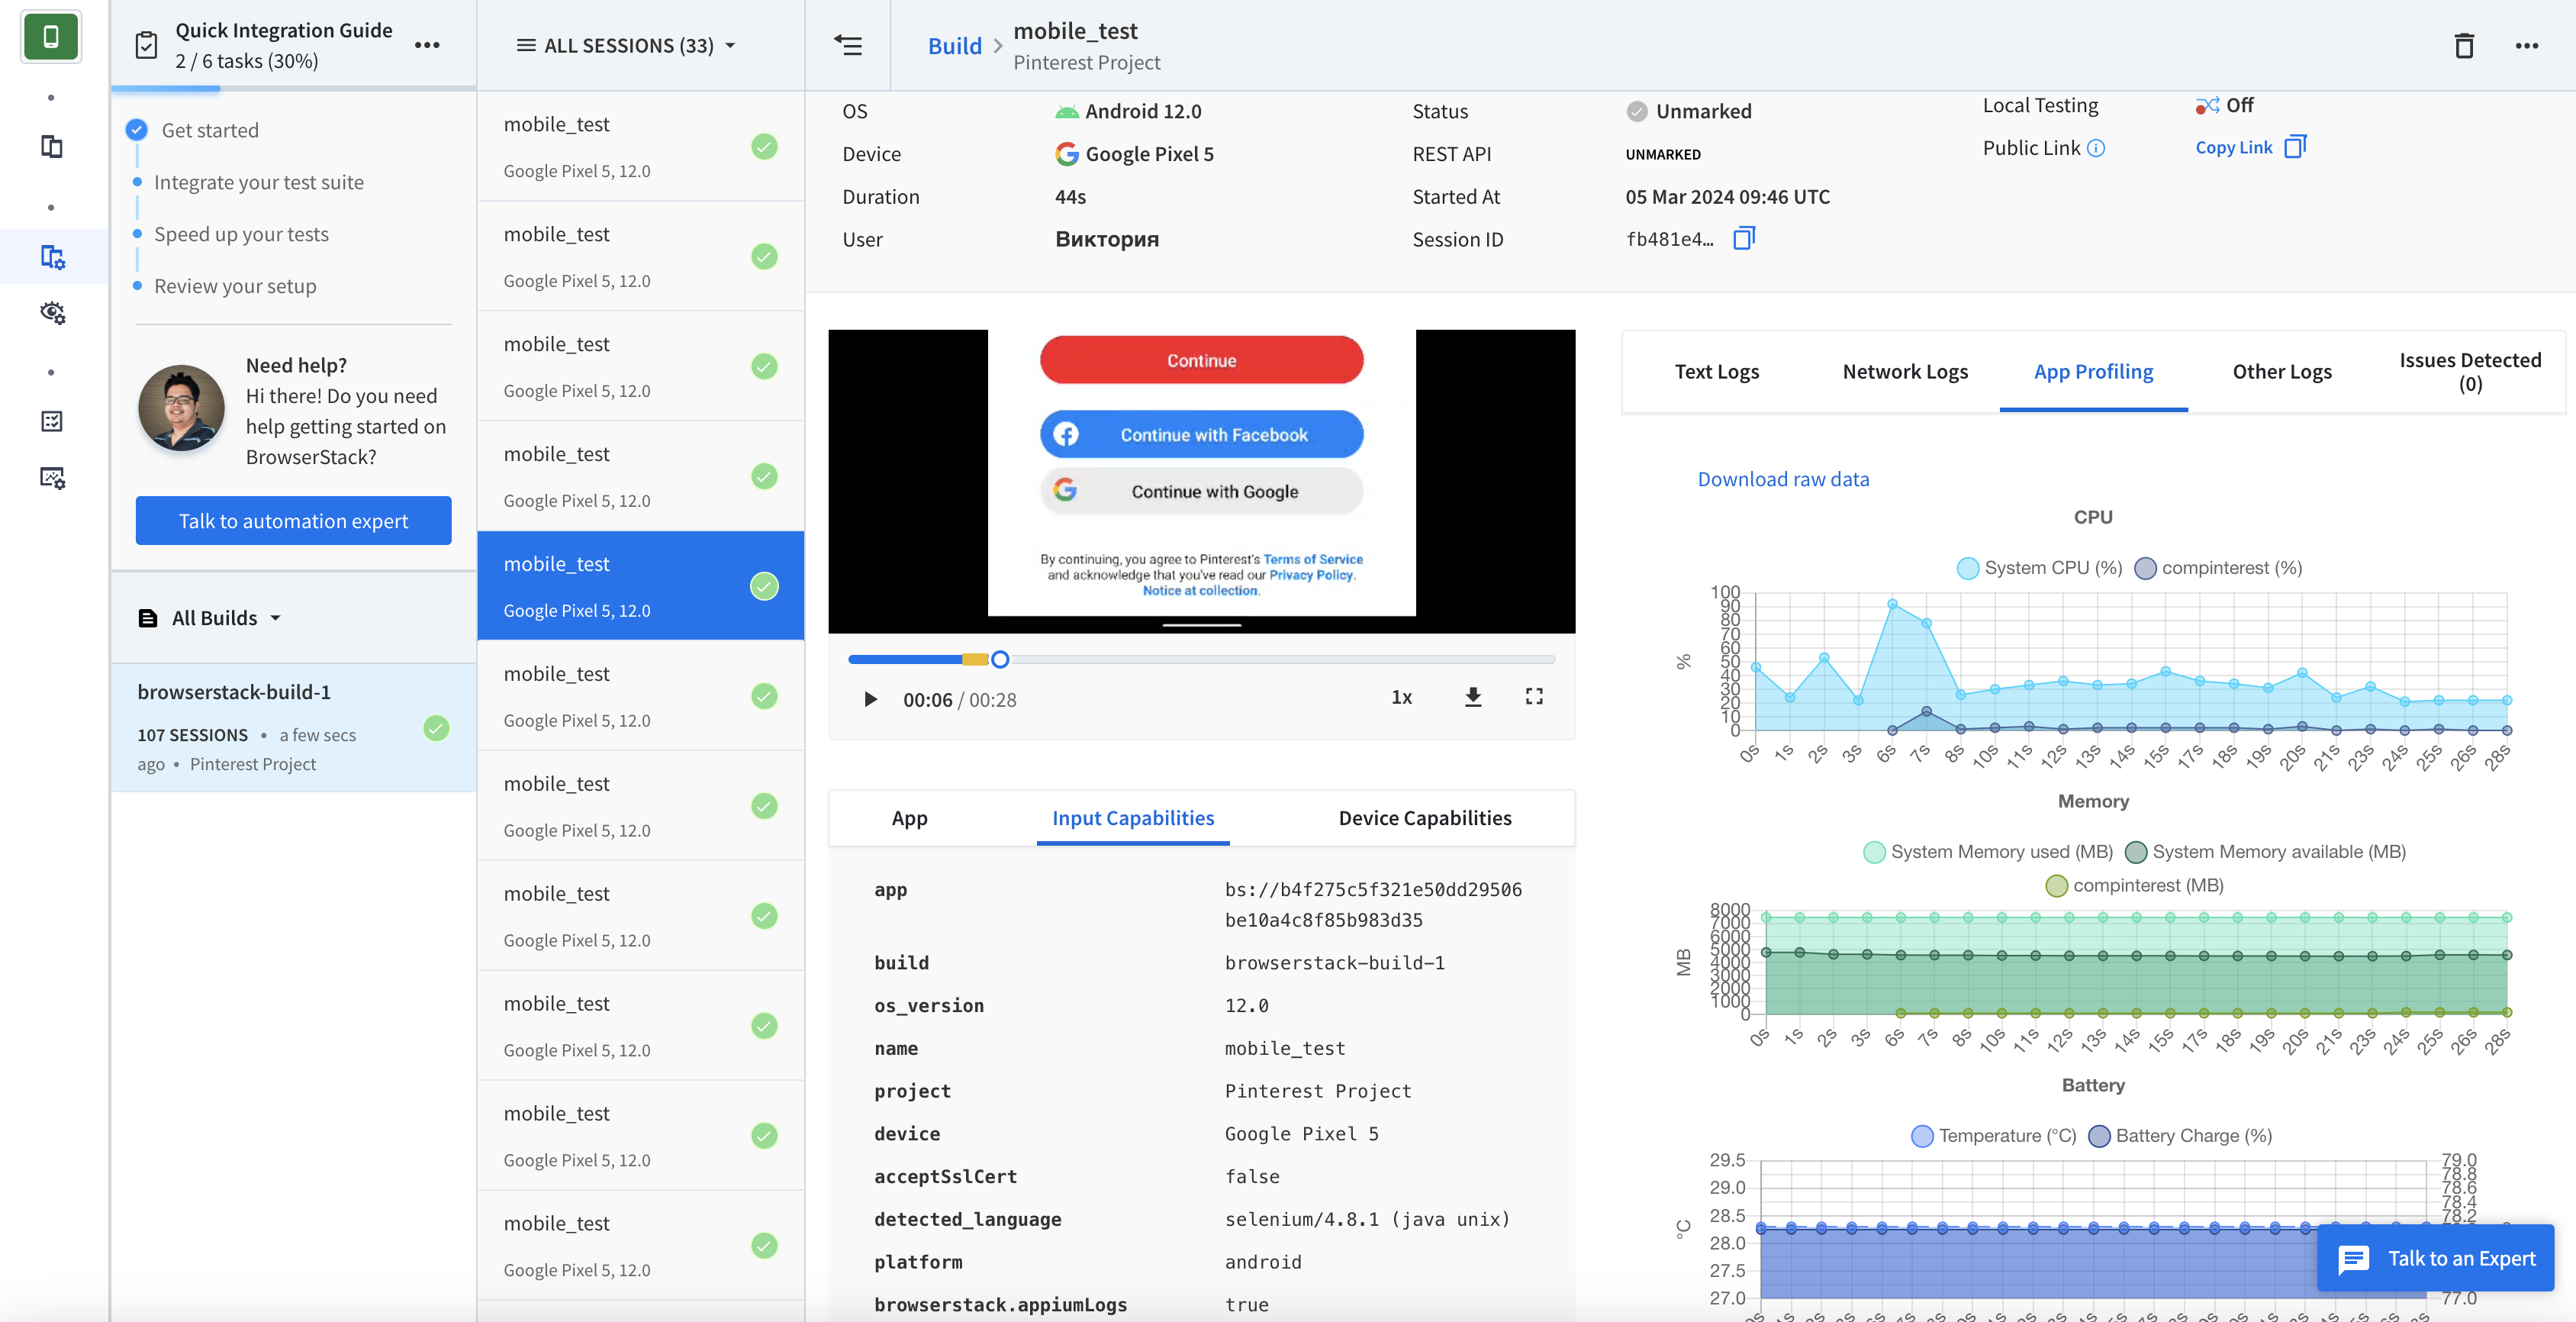 Quick Integration Guide
2 / 6 tasks (30%)
Get started
Integrate your test suite
Speed up your tests
Review your setup
Need help?
Hi there! Do you need
help getting started on
BrowserStack?
Talk to automation expert
All Builds
browserstack-build-1
107 SESSIONS • a few secs
ago • Pinterest Project
ALL SESSIONS (33)
mobile_test
Google Pixel 5, 12.0
mobile_test
Google Pixel 5, 12.0
mobile_test
Google Pixel 5, 12.0
mobile_test
Google Pixel 5, 12.0
mobile_test
Google Pixel 5, 12.0
mobile_test
Google Pixel 5, 12.0
mobile_test
Google Pixel 5, 12.0
mobile_test
Google Pixel 5, 12.0
mobile_test
Google Pixel 5, 12.0
mobile_test
Google Pixel 5, 12.0
mobile_test
Google Pixel 5, 12.0
Build > mobile_test
Pinterest Project
OS Android 12.0
Device Google Pixel 5
Duration 44s
User Виктория
Status Unmarked
REST API UNMARKED
Started At 05 Mar 2024 09:46 UTC
Session ID fb481e4…
Local Testing Off
Public Link Copy Link
Continue
Continue with Facebook
Continue with Google
By continuing, you agree to Pinterest's Terms of Service
and acknowledge that you've read our Privacy Policy.
Notice at collection.
00:06 / 00:28
1x
App Input Capabilities Device Capabilities
app bs://b4f275c5f321e50dd29506
be10a4c8f85b983d35
build browserstack-build-1
os_version 12.0
name mobile_test
project Pinterest Project
device Google Pixel 5
acceptSslCert false
detected_language selenium/4.8.1 (java unix)
platform android
browserstack.appiumLogs true
Text Logs Network Logs App Profiling Other Logs Issues Detected
(0)
Download raw data
CPU
System CPU (%) compinterest (%)
100
90
80
70
60
50
40
30
20
10
0
%
0s 1s 2s 3s 6s 7s 8s 10s 11s 12s 13s 14s 15s 17s 18s 19s 20s 21s 23s 24s 25s 26s 28s
Memory
System Memory used (MB) System Memory available (MB)
compinterest (MB)
8000
7000
6000
5000
4000
3000
2000
1000
0
MB
0s 1s 2s 3s 6s 7s 8s 10s 11s 12s 13s 14s 15s 17s 18s 19s 20s 21s 23s 24s 25s 26s 28s
Battery
Temperature (°C) Battery Charge (%)
29.5
29.0
28.5
28.0
27.5
27.0
°C
79.0
78.8
78.6
78.4
78.2
77.0
Talk to an Expert